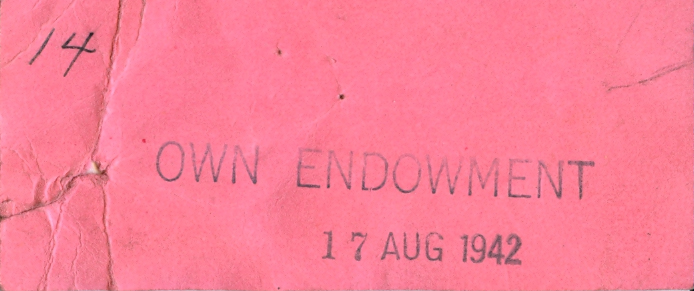 14
OWN ENDOWMENT
17 AUG 1942